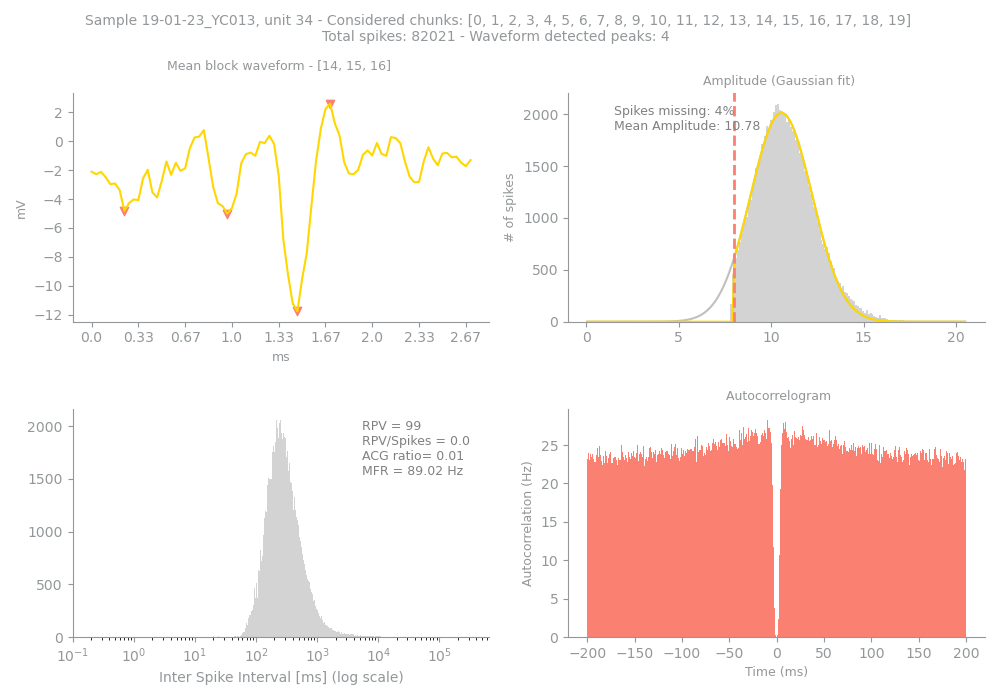 Sample 19-01-23_YC013, unit 34 - Considered chunks: [0, 1, 2, 3, 4, 5, 6, 7, 8, 9, 10, 11, 12, 13, 14, 15, 16, 17, 18, 19]
Total spikes: 82021 - Waveform detected peaks: 4
Mean block waveform - [14, 15, 16]
2
0
−2
−4
−6
−8
−10
−12
mV
0.0 0.33 0.67 1.0 1.33 1.67 2.0 2.33 2.67
ms
Amplitude (Gaussian fit)
Spikes missing: 4%
Mean Amplitude: 10.78
2000
1500
1000
500
0
# of spikes
0 5 10 15 20
RPV = 99
RPV/Spikes = 0.0
ACG ratio= 0.01
MFR = 89.02 Hz
2000
1500
1000
500
0
10⁻¹ 10⁰ 10¹ 10² 10³ 10⁴ 10⁵
Inter Spike Interval [ms] (log scale)
Autocorrelogram
25
20
15
10
5
0
Autocorrelation (Hz)
−200 −150 −100 −50 0 50 100 150 200
Time (ms)